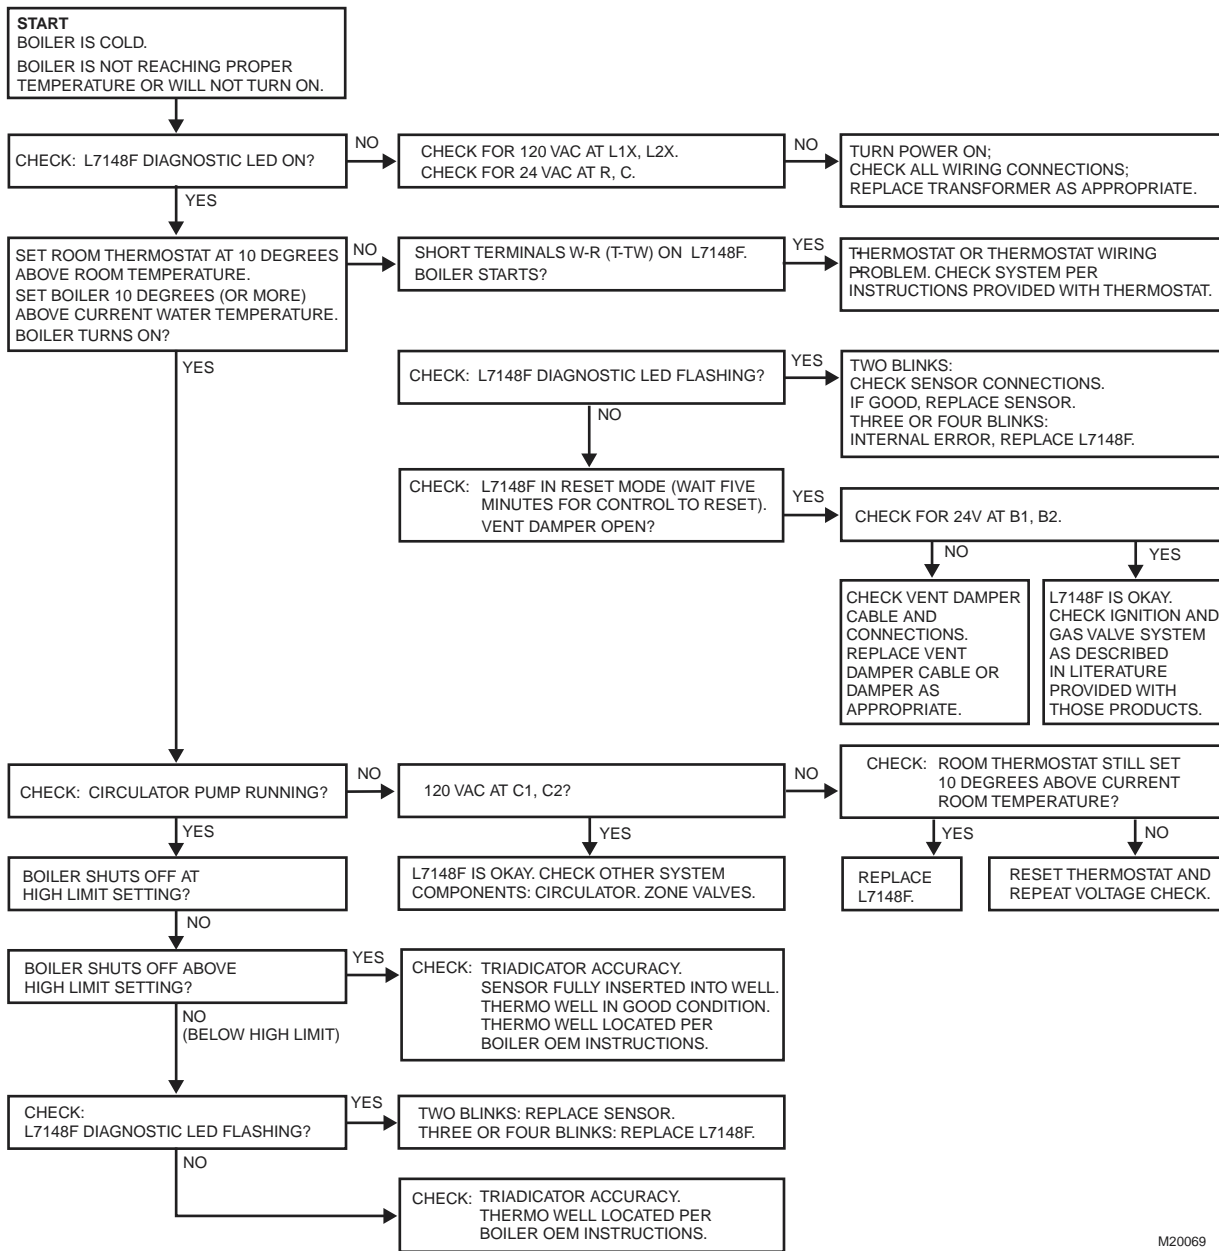 START
BOILER IS COLD.
BOILER IS NOT REACHING PROPER
TEMPERATURE OR WILL NOT TURN ON.
CHECK: L7148F DIAGNOSTIC LED ON?
NO
CHECK FOR 120 VAC AT L1X, L2X.
CHECK FOR 24 VAC AT R, C.
NO
TURN POWER ON;
CHECK ALL WIRING CONNECTIONS;
REPLACE TRANSFORMER AS APPROPRIATE.
YES
SET ROOM THERMOSTAT AT 10 DEGREES
ABOVE ROOM TEMPERATURE.
SET BOILER 10 DEGREES (OR MORE)
ABOVE CURRENT WATER TEMPERATURE.
BOILER TURNS ON?
NO
SHORT TERMINALS W-R (T-TW) ON L7148F.
BOILER STARTS?
YES
THERMOSTAT OR THERMOSTAT WIRING
PROBLEM. CHECK SYSTEM PER
INSTRUCTIONS PROVIDED WITH THERMOSTAT.
YES
CHECK: L7148F DIAGNOSTIC LED FLASHING?
YES
TWO BLINKS:
CHECK SENSOR CONNECTIONS.
IF GOOD, REPLACE SENSOR.
THREE OR FOUR BLINKS:
INTERNAL ERROR, REPLACE L7148F.
NO
CHECK: L7148F IN RESET MODE (WAIT FIVE
MINUTES FOR CONTROL TO RESET).
VENT DAMPER OPEN?
YES
CHECK FOR 24V AT B1, B2.
NO
YES
CHECK VENT DAMPER
CABLE AND
CONNECTIONS.
REPLACE VENT
DAMPER CABLE OR
DAMPER AS
APPROPRIATE.
L7148F IS OKAY.
CHECK IGNITION AND
GAS VALVE SYSTEM
AS DESCRIBED
IN LITERATURE
PROVIDED WITH
THOSE PRODUCTS.
CHECK: CIRCULATOR PUMP RUNNING?
NO
120 VAC AT C1, C2?
NO
CHECK: ROOM THERMOSTAT STILL SET
10 DEGREES ABOVE CURRENT
ROOM TEMPERATURE?
YES
YES
YES
NO
BOILER SHUTS OFF AT
HIGH LIMIT SETTING?
L7148F IS OKAY. CHECK OTHER SYSTEM
COMPONENTS: CIRCULATOR. ZONE VALVES.
REPLACE
L7148F.
RESET THERMOSTAT AND
REPEAT VOLTAGE CHECK.
NO
BOILER SHUTS OFF ABOVE
HIGH LIMIT SETTING?
YES
CHECK: TRIADICATOR ACCURACY.
SENSOR FULLY INSERTED INTO WELL.
THERMO WELL IN GOOD CONDITION.
THERMO WELL LOCATED PER
BOILER OEM INSTRUCTIONS.
NO
(BELOW HIGH LIMIT)
CHECK:
L7148F DIAGNOSTIC LED FLASHING?
YES
TWO BLINKS: REPLACE SENSOR.
THREE OR FOUR BLINKS: REPLACE L7148F.
NO
CHECK: TRIADICATOR ACCURACY.
THERMO WELL LOCATED PER
BOILER OEM INSTRUCTIONS.
M20069